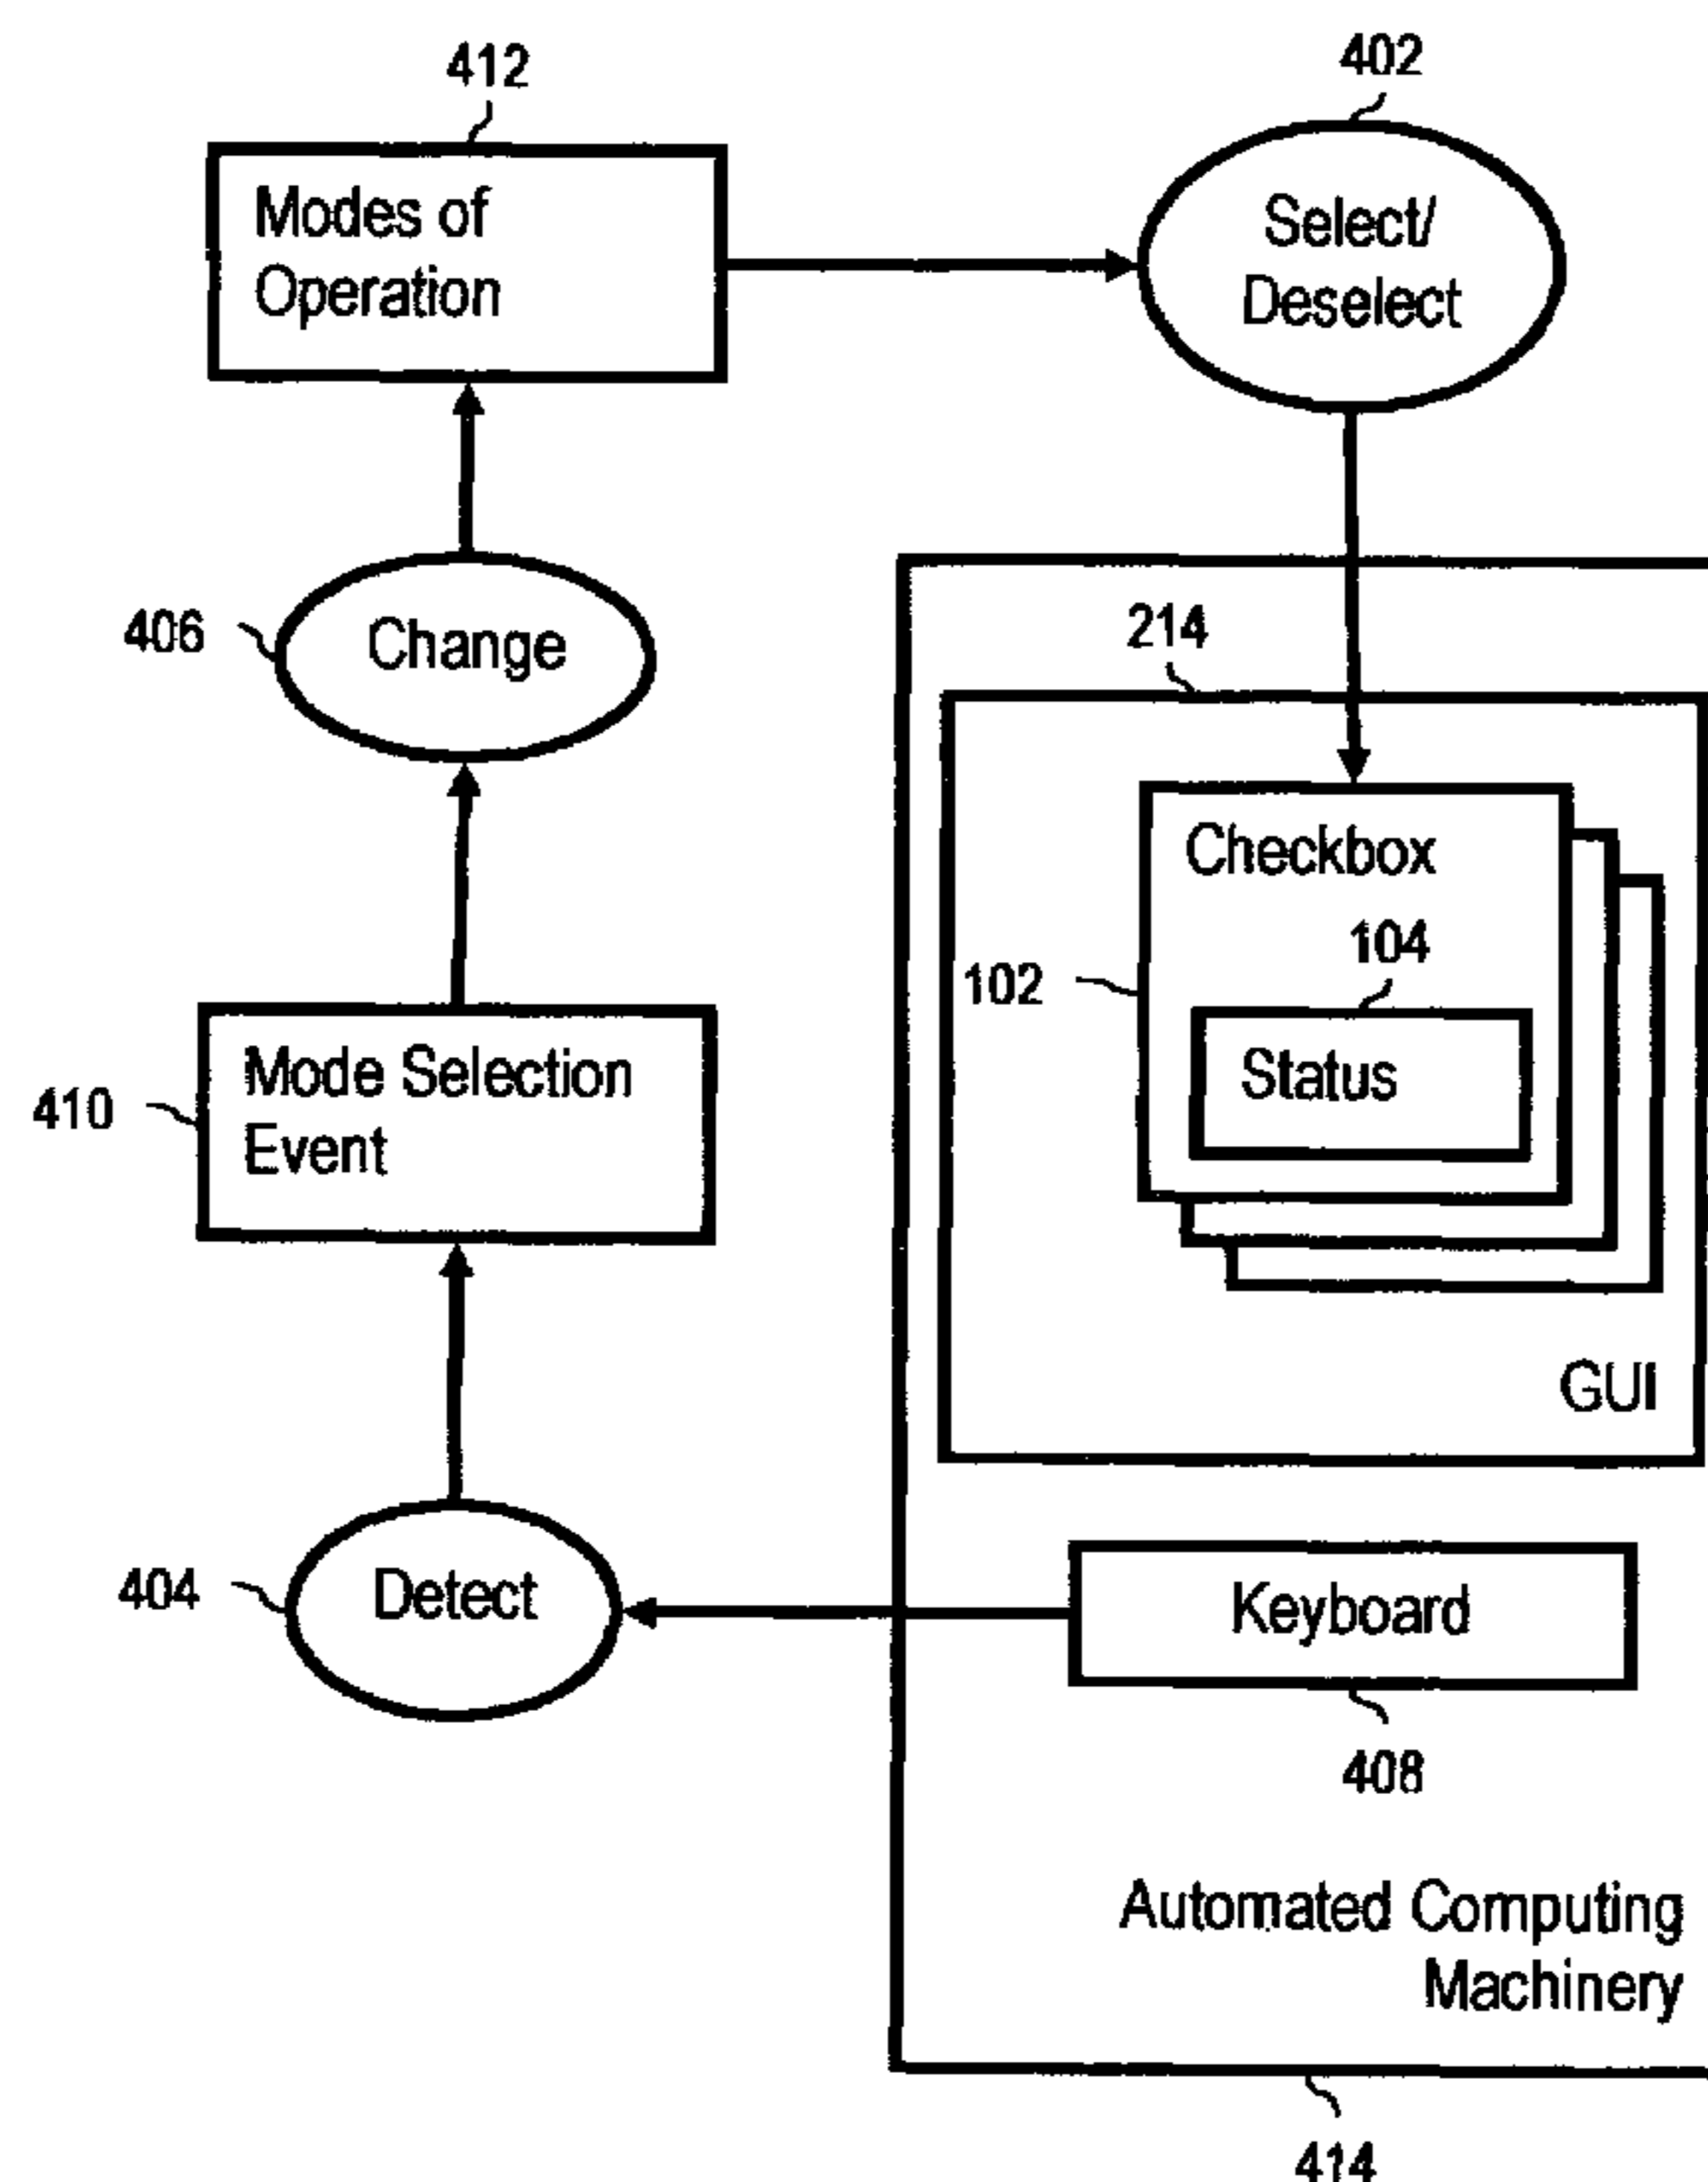 412
402
Modes of
Operation
Select/
Deselect
406
Change
214
Checkbox
104
102
Status
410
Mode Selection
Event
GUI
404
Detect
Keyboard
408
Automated Computing
Machinery
414